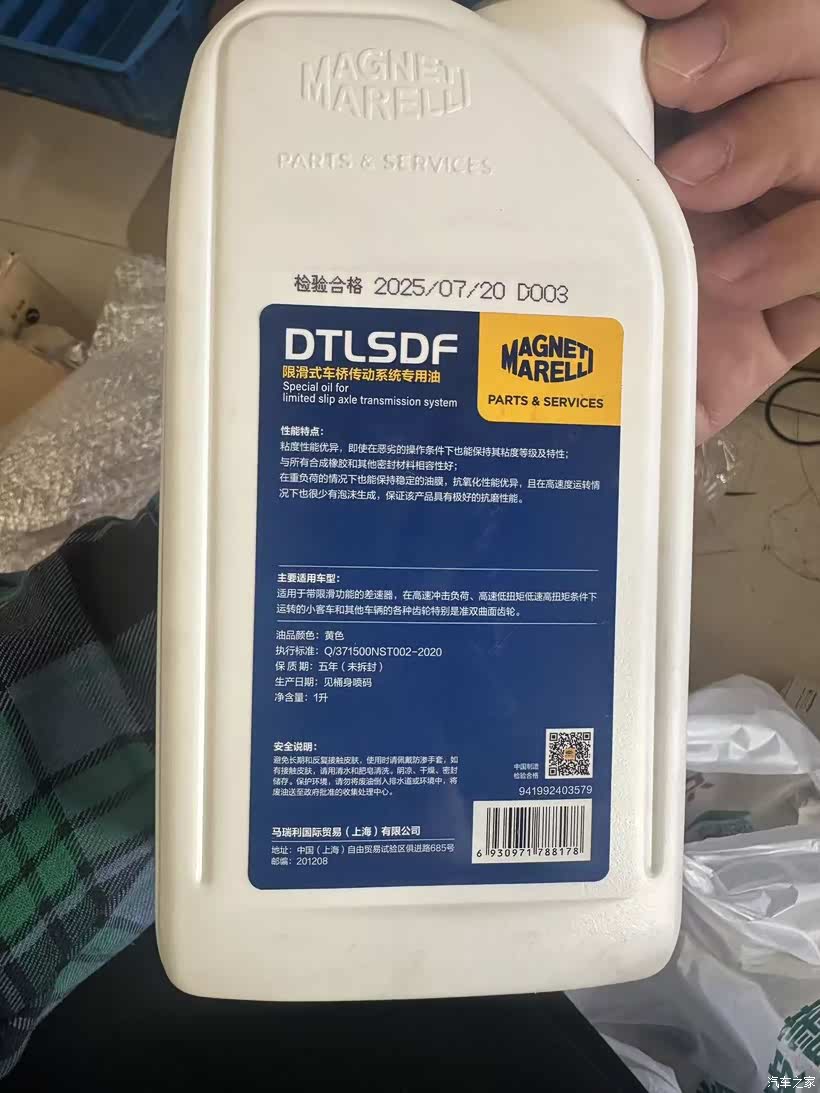 MAGNETI
MARELLI
PARTS & SERVICES
检验合格 2025/07/20 D003
DTLSDF
限滑式车桥传动系统专用油
Special oil for
limited slip axle transmission system
MAGNETI
MARELLI
PARTS & SERVICES
性能特点：
粘度性能优异，即使在恶劣的操作条件下也能保持其粘度等级及特性；
与所有合成橡胶和其他密封材料相容性好；
在重负荷的情况下也能保持稳定的油膜，抗氧化性能优异，且在高速度运转情
况下也很少有泡沫生成，保证该产品具有极好的抗磨性能。
主要适用车型：
适用于带限滑功能的差速器，在高速冲击负荷、高速低扭矩低速高扭矩条件下
运转的小客车和其他车辆的各种齿轮特别是准双曲面齿轮。
油品颜色：黄色
执行标准：Q/371500NST002-2020
保 质 期：五年（未拆封）
生产日期：见桶身喷码
净含量：1升
安全说明：
避免长期和反复接触皮肤，使用时请佩戴防渗手套，如
有接触皮肤，请用清水和肥皂清洗。阴凉、干燥、密封
储存。保护环境，请勿将废油倒入排水道或环境中，将
废油送至政府批准的收集处理中心。
中国制造
检验合格
941992403579
马瑞利国际贸易（上海）有限公司
地址：中国（上海）自由贸易试验区俱进路685号
邮编：201208
6 930971 788178
汽车之家